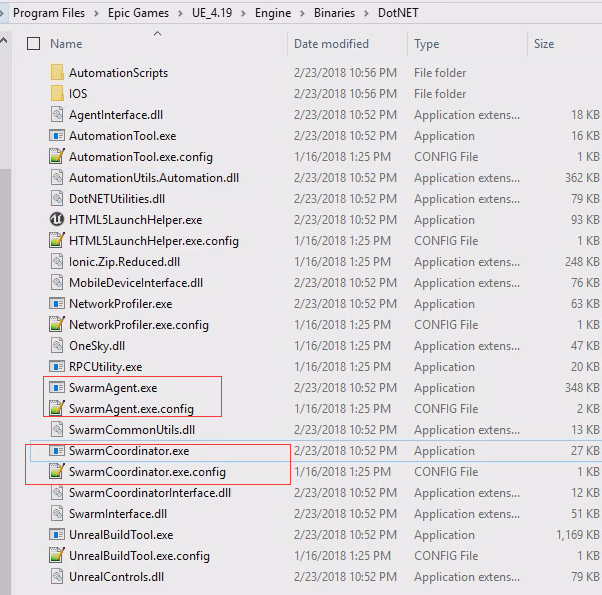 Program Files > Epic Games > UE_4.19 > Engine > Binaries > DotNET
Name Date modified Type Size
AutomationScripts 2/23/2018 10:56 PM File folder
IOS 2/23/2018 10:56 PM File folder
AgentInterface.dll 2/23/2018 10:52 PM Application extens... 18 KB
AutomationTool.exe 2/23/2018 10:52 PM Application 16 KB
AutomationTool.exe.config 1/16/2018 1:25 PM CONFIG File 1 KB
AutomationUtils.Automation.dll 2/23/2018 10:52 PM Application extens... 362 KB
DotNETUtilities.dll 2/23/2018 10:52 PM Application extens... 79 KB
HTML5LaunchHelper.exe 2/23/2018 10:52 PM Application 93 KB
HTML5LaunchHelper.exe.config 1/16/2018 1:25 PM CONFIG File 1 KB
Ionic.Zip.Reduced.dll 1/16/2018 1:25 PM Application extens... 248 KB
MobileDeviceInterface.dll 2/23/2018 10:52 PM Application extens... 76 KB
NetworkProfiler.exe 2/23/2018 10:52 PM Application 63 KB
NetworkProfiler.exe.config 1/16/2018 1:25 PM CONFIG File 1 KB
OneSky.dll 1/16/2018 1:25 PM Application extens... 47 KB
RPCUtility.exe 2/23/2018 10:52 PM Application 20 KB
SwarmAgent.exe 2/23/2018 10:52 PM Application 348 KB
SwarmAgent.exe.config 1/16/2018 1:25 PM CONFIG File 2 KB
SwarmCommonUtils.dll 2/23/2018 10:52 PM Application extens... 13 KB
SwarmCoordinator.exe 2/23/2018 10:52 PM Application 27 KB
SwarmCoordinator.exe.config 1/16/2018 1:25 PM CONFIG File 1 KB
SwarmCoordinatorInterface.dll 2/23/2018 10:52 PM Application extens... 12 KB
SwarmInterface.dll 2/23/2018 10:52 PM Application extens... 51 KB
UnrealBuildTool.exe 2/23/2018 10:52 PM Application 1,169 KB
UnrealBuildTool.exe.config 1/16/2018 1:25 PM CONFIG File 1 KB
UnrealControls.dll 2/23/2018 10:52 PM Application extens... 79 KB